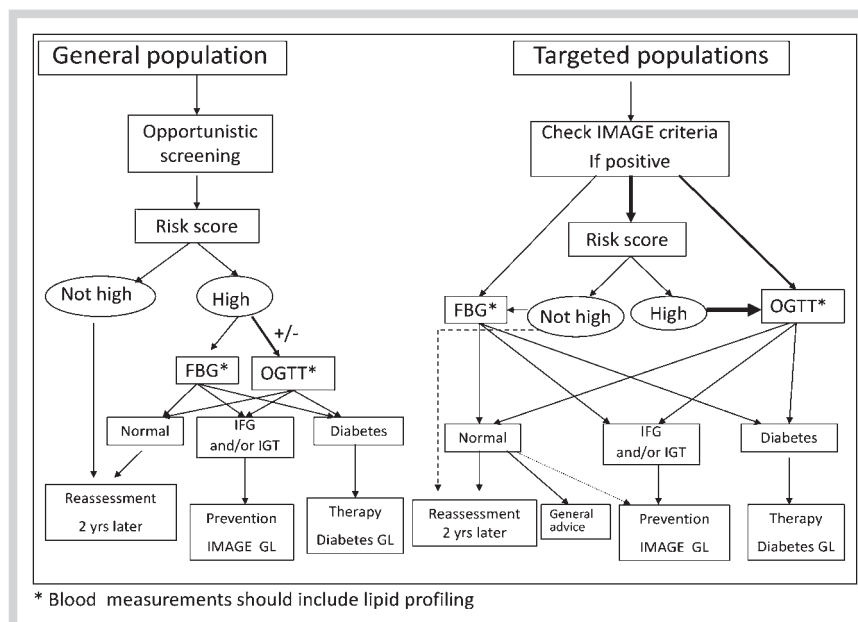 General population
Opportunistic
screening
Risk score
Not high
High
+/-
FBG*
OGTT*
Normal
IFG
and/or IGT
Diabetes
Reassessment
2 yrs later
Prevention
IMAGE GL
Therapy
Diabetes GL
Targeted populations
Check IMAGE criteria
If positive
Risk score
FBG*
Not high
High
OGTT*
Normal
IFG
and/or IGT
Diabetes
Reassessment
2 yrs later
General
advice
Prevention
IMAGE GL
Therapy
Diabetes GL
* Blood measurements should include lipid profiling